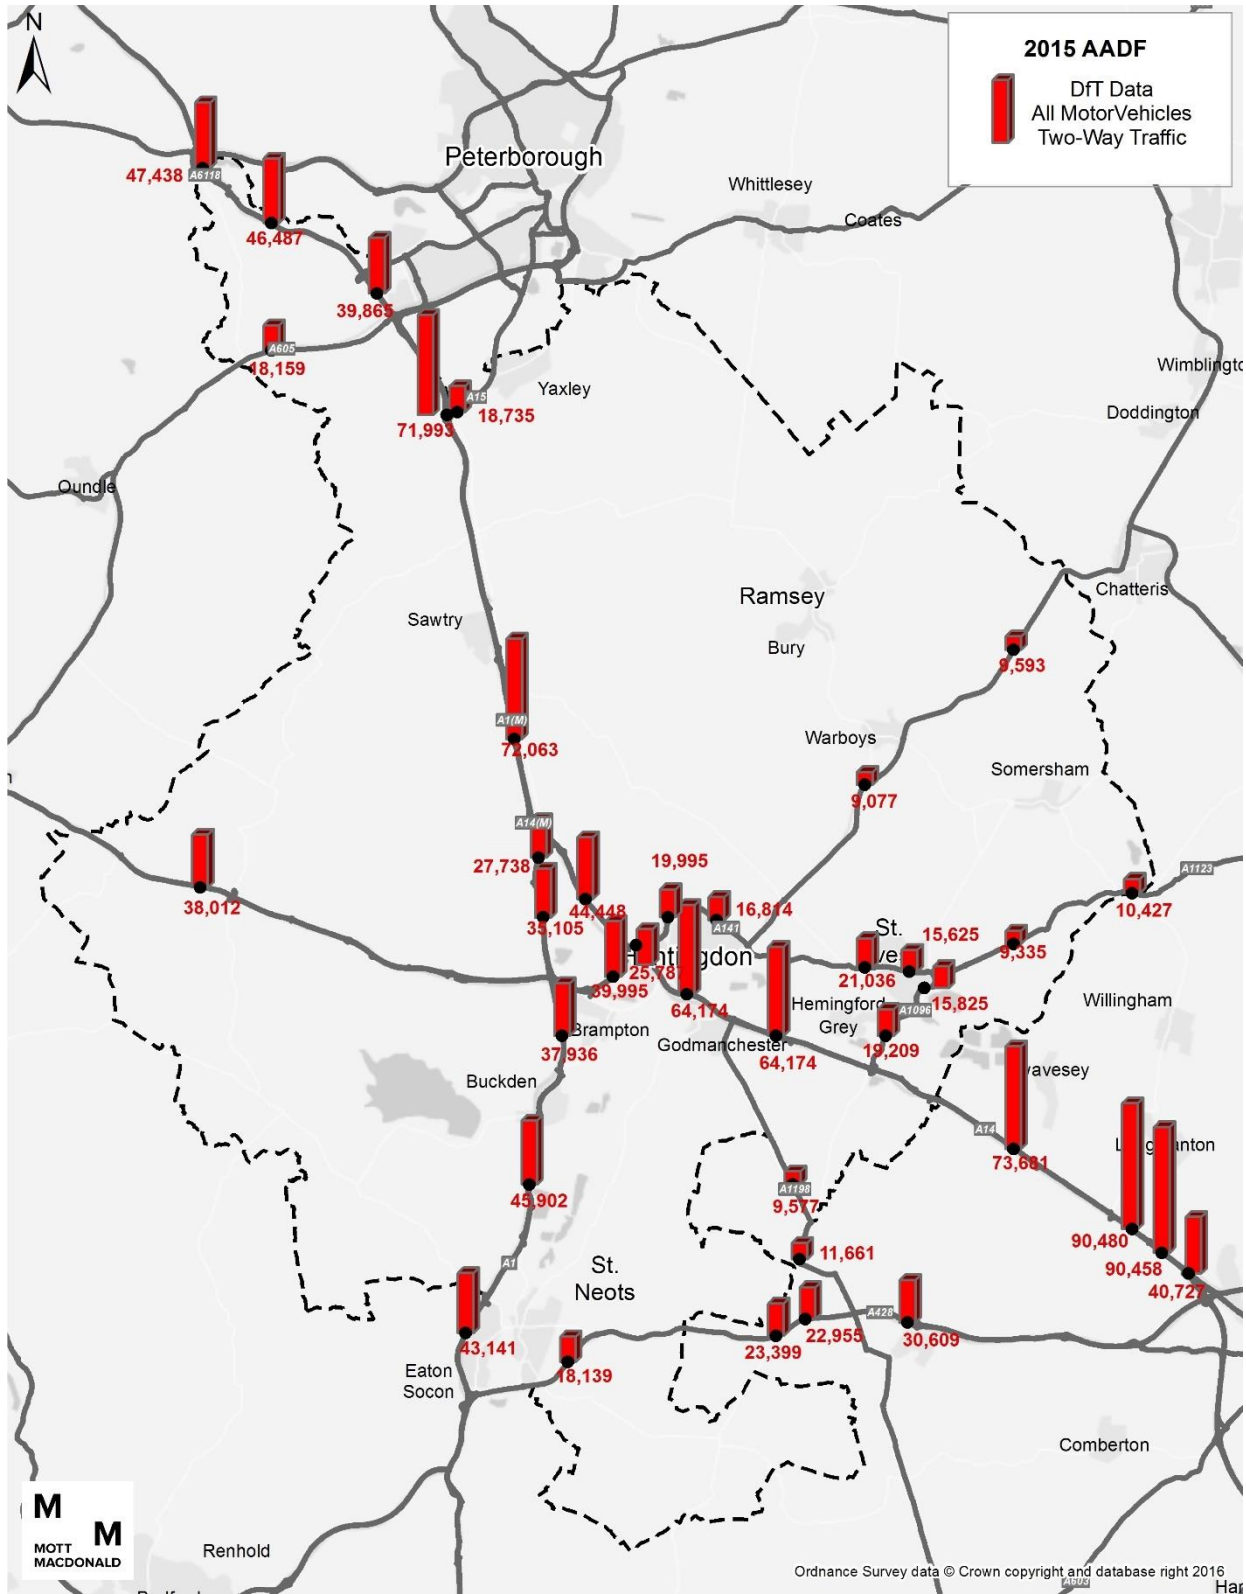 N
2015 AADF
DfT Data
All MotorVehicles
Two-Way Traffic
Peterborough
Whittlesey
Coates
47,438
A6118
46,487
39,865
A605
18,159
Wimblingto
Yaxley
A15
18,735
71,993
Doddington
Oundle
Ramsey
Chatteris
Sawtry
Bury
9,593
A1(M)
72,063
Warboys
Somersham
9,077
A14(M)
27,738
19,995
A1123
38,012
44,448
16,814
10,427
35,105
A141
St.
15,625
9,335
25,787
21,036
39,995
64,174
Hemingford
Grey
15,825
Willingham
A1096
Brampton
Godmanchester
37,936
64,174
19,209
Buckden
A14
73,681
45,902
A1198
9,577
90,480
11,661
90,458
A1
St.
Neots
40,727
A428
43,141
23,399
22,955
30,609
18,139
Eaton
Socon
Comberton
M
M
MOTT
MACDONALD
Renhold
Ordnance Survey data © Crown copyright and database right 2016
A603
Har